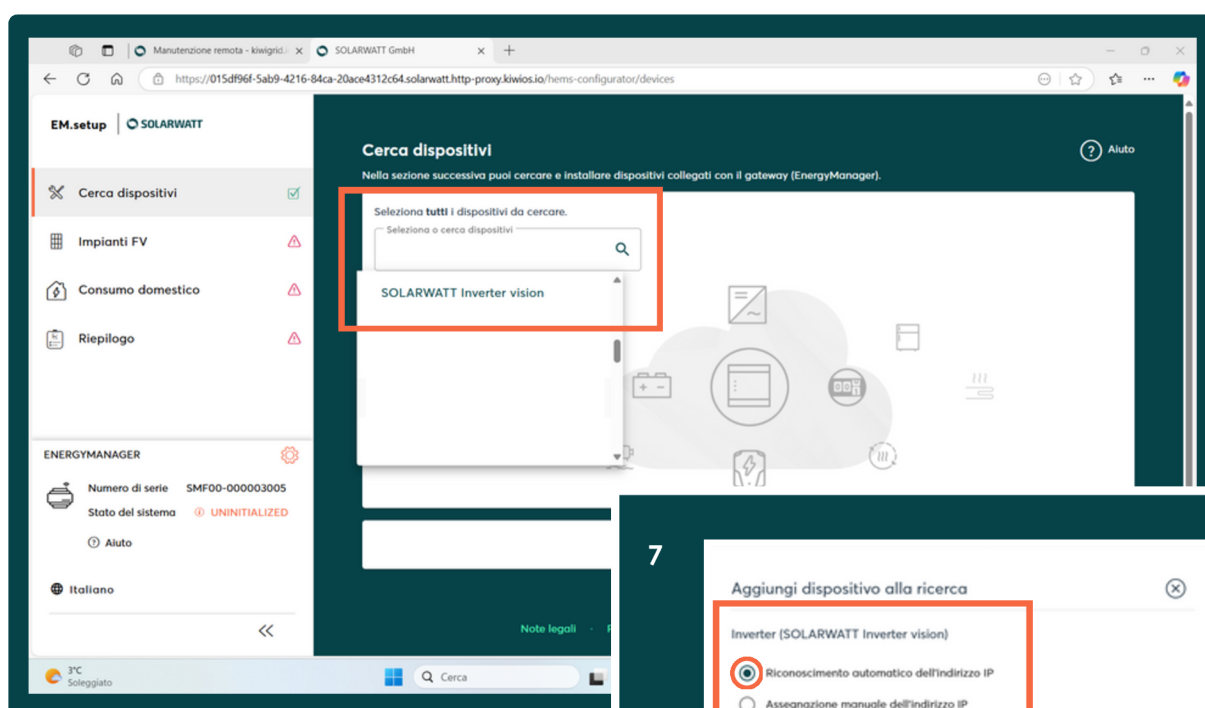 Manutenzione remota - kiwigrid.
SOLARWATT GmbH
https://015df96f-5ab9-4216-84ca-20ace4312c64.solarwatt.http-proxy.kiwios.io/hems-configurator/devices
EM.setup
SOLARWATT
Cerca dispositivi
Impianti FV
Consumo domestico
Riepilogo
ENERGYMANAGER
Numero di serie SMF00-000003005
Stato del sistema UNINITIALIZED
Aiuto
Italiano
Cerca dispositivi
Aiuto
Nella sezione successiva puoi cercare e installare dispositivi collegati con il gateway (EnergyManager).
Seleziona tutti i dispositivi da cercare.
Seleziona o cerca dispositivi
SOLARWATT Inverter vision
Note legali
3°C
Soleggiato
Cerca
7
Aggiungi dispositivo alla ricerca
Inverter (SOLARWATT Inverter vision)
Riconoscimento automatico dell'indirizzo IP
Assegnazione manuale dell'indirizzo IP